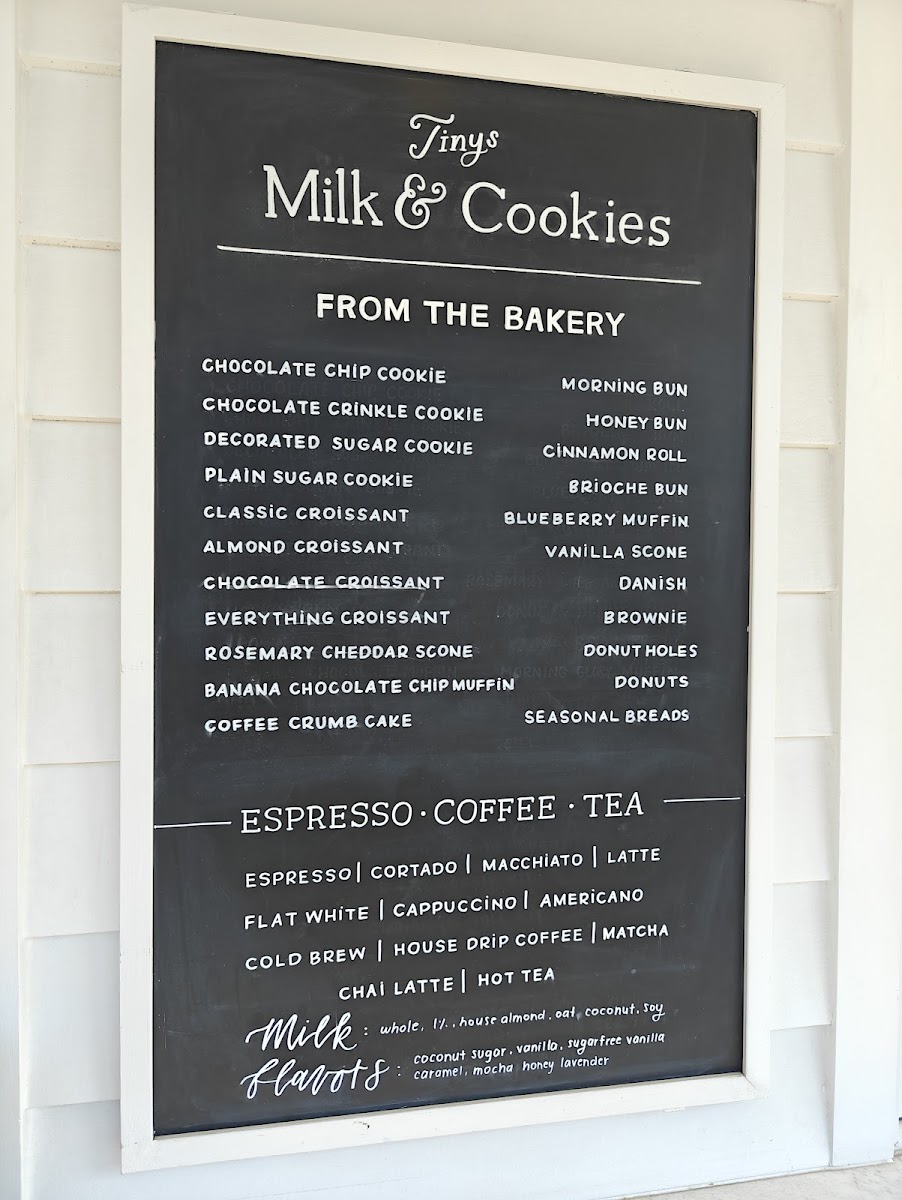 Tinys
Milk & Cookies
FROM THE BAKERY
CHOCOLATE CHIP COOKIE
CHOCOLATE CRINKLE COOKIE
DECORATED SUGAR COOKIE
PLAIN SUGAR COOKIE
CLASSIC CROISSANT
ALMOND CROISSANT
CHOCOLATE CROISSANT
EVERYTHING CROISSANT
ROSEMARY CHEDDAR SCONE
BANANA CHOCOLATE CHIP MUFFIN
COFFEE CRUMB CAKE
MORNING BUN
HONEY BUN
CINNAMON ROLL
BRIOCHE BUN
BLUEBERRY MUFFIN
VANILLA SCONE
DANISH
BROWNIE
DONUT HOLES
DONUTS
SEASONAL BREADS
ESPRESSO · COFFEE · TEA
ESPRESSO | CORTADO | MACCHIATO | LATTE
FLAT WHITE | CAPPUCCINO | AMERICANO
COLD BREW | HOUSE DRIP COFFEE | MATCHA
CHAI LATTE | HOT TEA
Milk : whole, 1%, house almond, oat, coconut, soy
flavors : coconut sugar, vanilla, sugarfree vanilla
caramel, mocha honey lavender